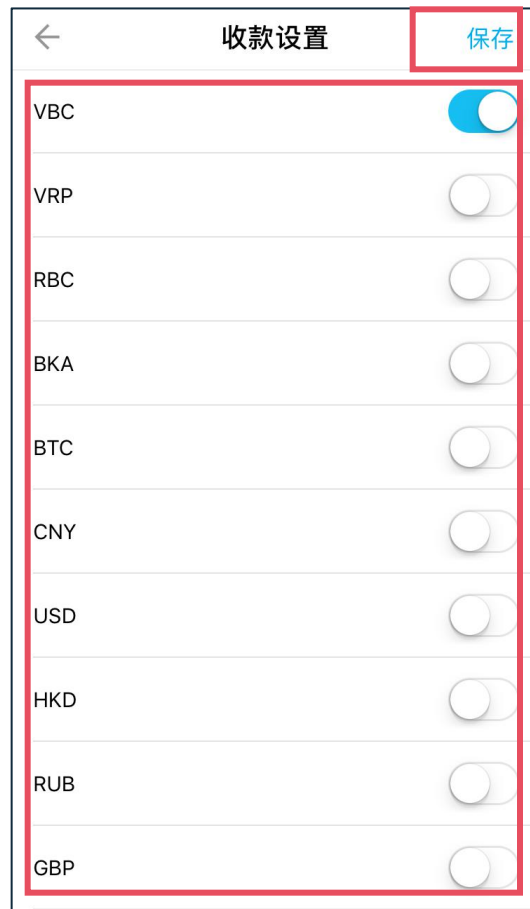 收款设置 保存
VBC
VRP
RBC
BKA
BTC
CNY
USD
HKD
RUB
GBP